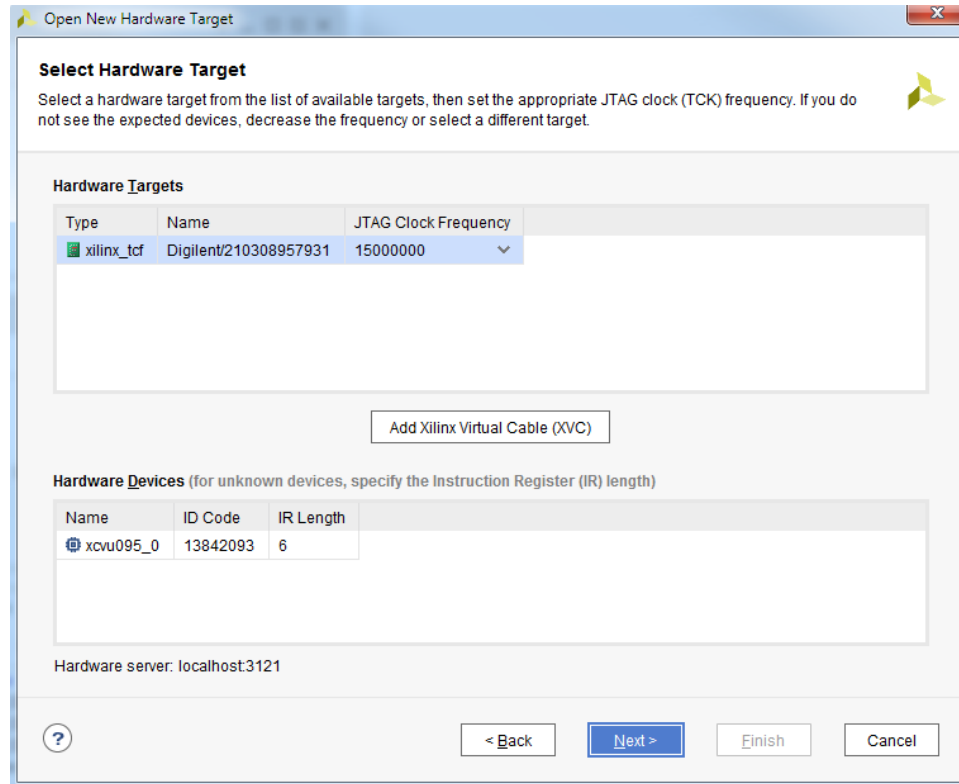 Open New Hardware Target
Select Hardware Target
Select a hardware target from the list of available targets, then set the appropriate JTAG clock (TCK) frequency. If you do
not see the expected devices, decrease the frequency or select a different target.
Hardware Targets
Type Name JTAG Clock Frequency
xilinx_tcf Digilent/210308957931 15000000
Add Xilinx Virtual Cable (XVC)
Hardware Devices (for unknown devices, specify the Instruction Register (IR) length)
Name ID Code IR Length
xcvu095_0 13842093 6
Hardware server: localhost:3121
? < Back Next > Finish Cancel